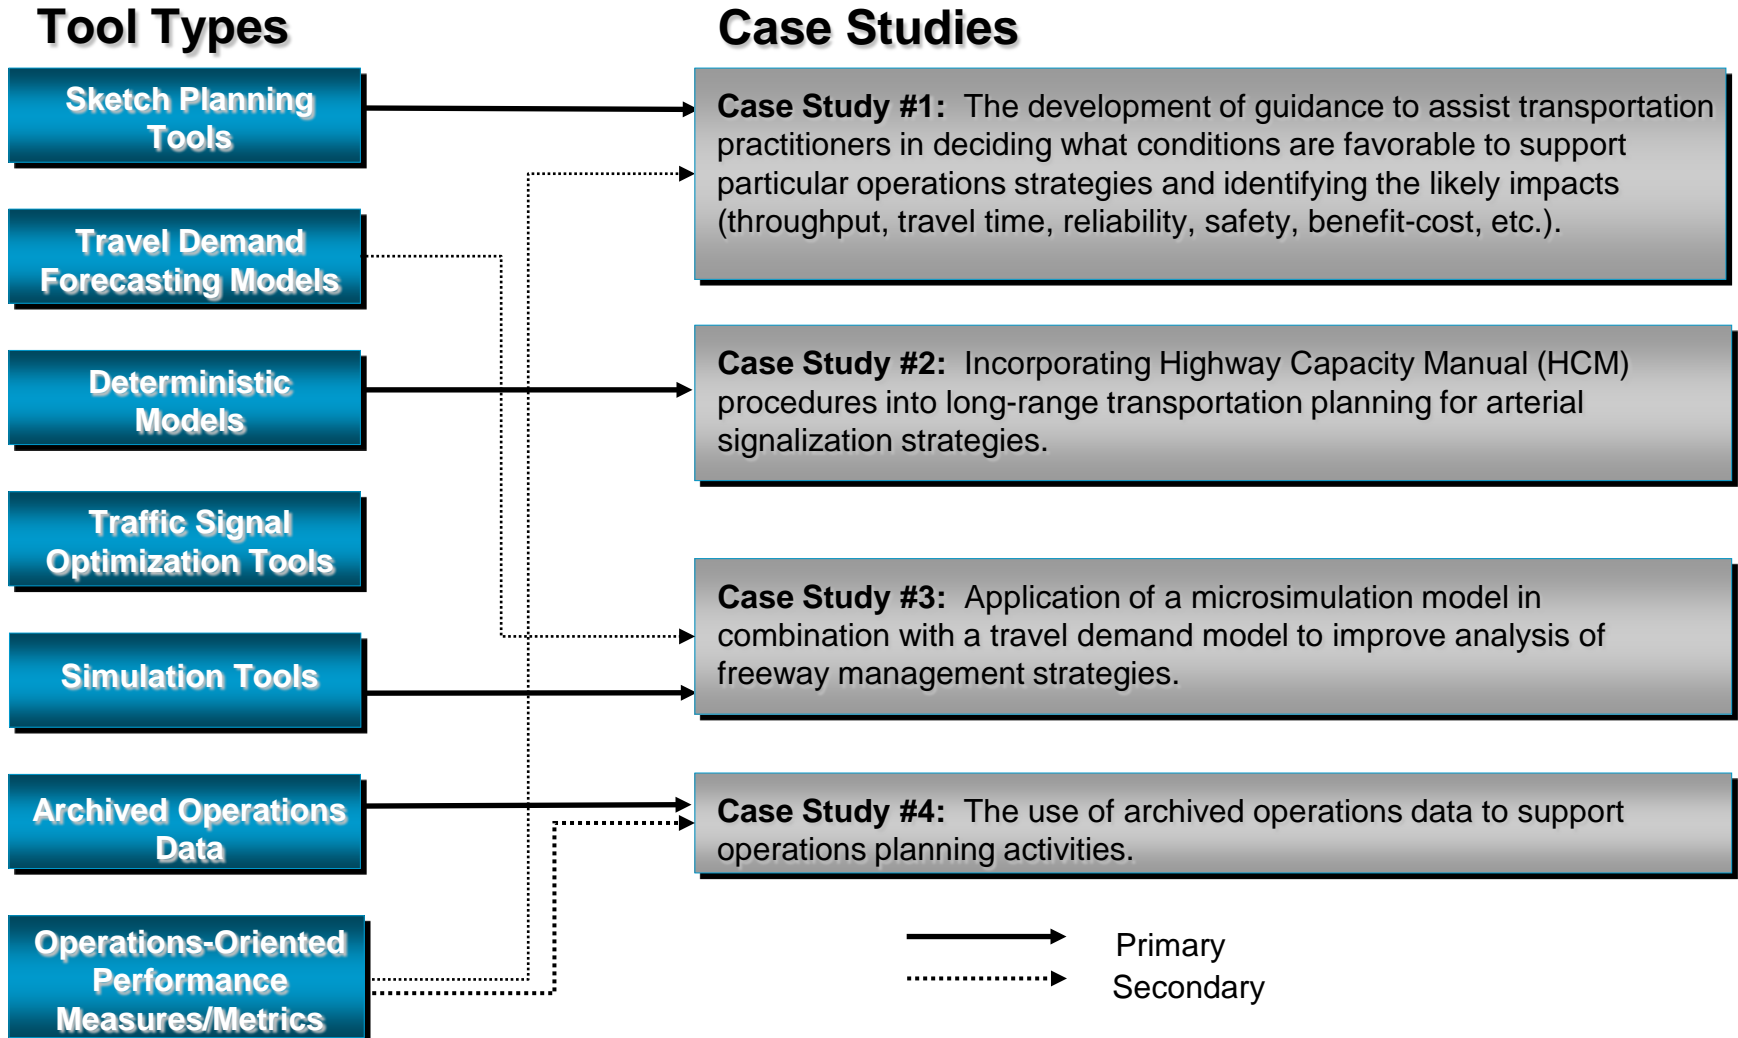 Tool Types
Sketch Planning
Tools
Travel Demand
Forecasting Models
Deterministic
Models
Traffic Signal
Optimization Tools
Simulation Tools
Archived Operations
Data
Operations-Oriented
Performance
Measures/Metrics
Case Studies
Case Study #1: The development of guidance to assist transportation
practitioners in deciding what conditions are favorable to support
particular operations strategies and identifying the likely impacts
(throughput, travel time, reliability, safety, benefit-cost, etc.).
Case Study #2: Incorporating Highway Capacity Manual (HCM)
procedures into long-range transportation planning for arterial
signalization strategies.
Case Study #3: Application of a microsimulation model in
combination with a travel demand model to improve analysis of
freeway management strategies.
Case Study #4: The use of archived operations data to support
operations planning activities.
Primary
Secondary